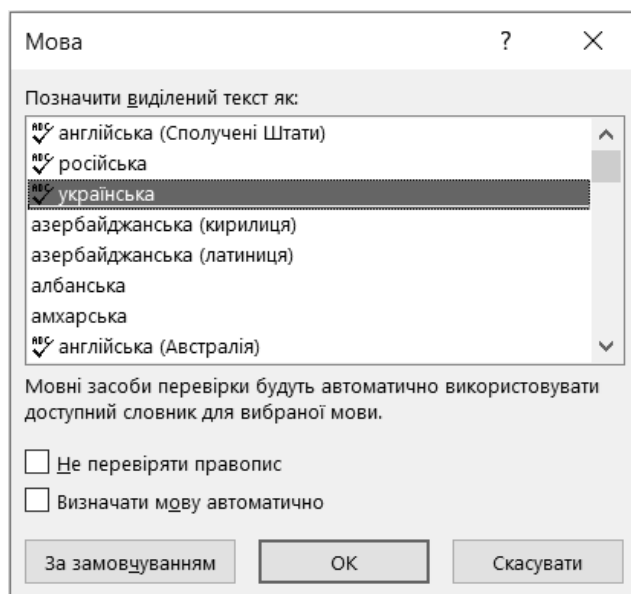 Мова
Позначити виділений текст як:
англійська (Сполучені Штати)
російська
українська
азербайджанська (кирилиця)
азербайджанська (латиниця)
албанська
амхарська
англійська (Австралія)
Мовні засоби перевірки будуть автоматично використовувати
доступний словник для вибраної мови.
Не перевіряти правопис
Визначати мову автоматично
За замовчуванням ОК Скасувати